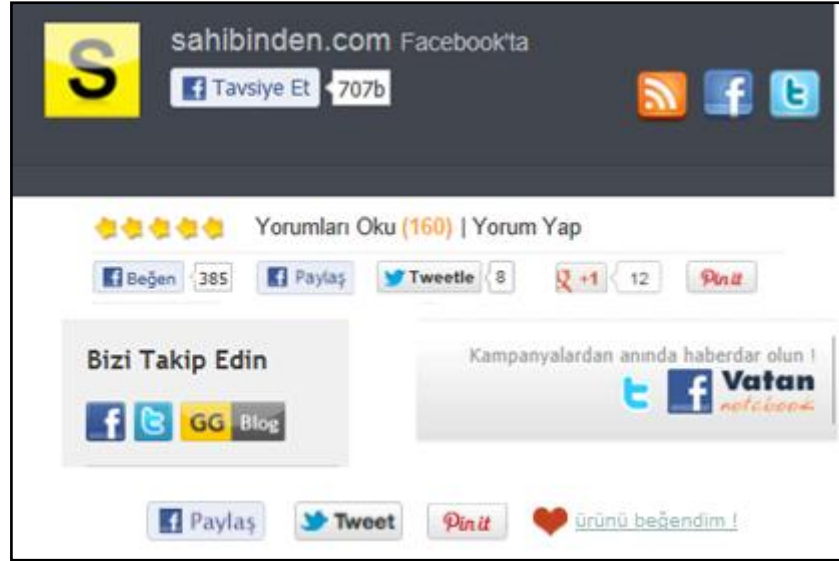 S
sahibinden.com Facebook'ta
f Tavsiye Et 707b
f t
Yorumları Oku (160) | Yorum Yap
f Beğen 385 f Paylaş Tweetle 8 g +1 12 Pin it
Bizi Takip Edin
f t GG Blog
Kampanyalardan anında haberdar olun !
t f Vatan
notebook
f Paylaş Tweet Pin it ürünü beğendim !